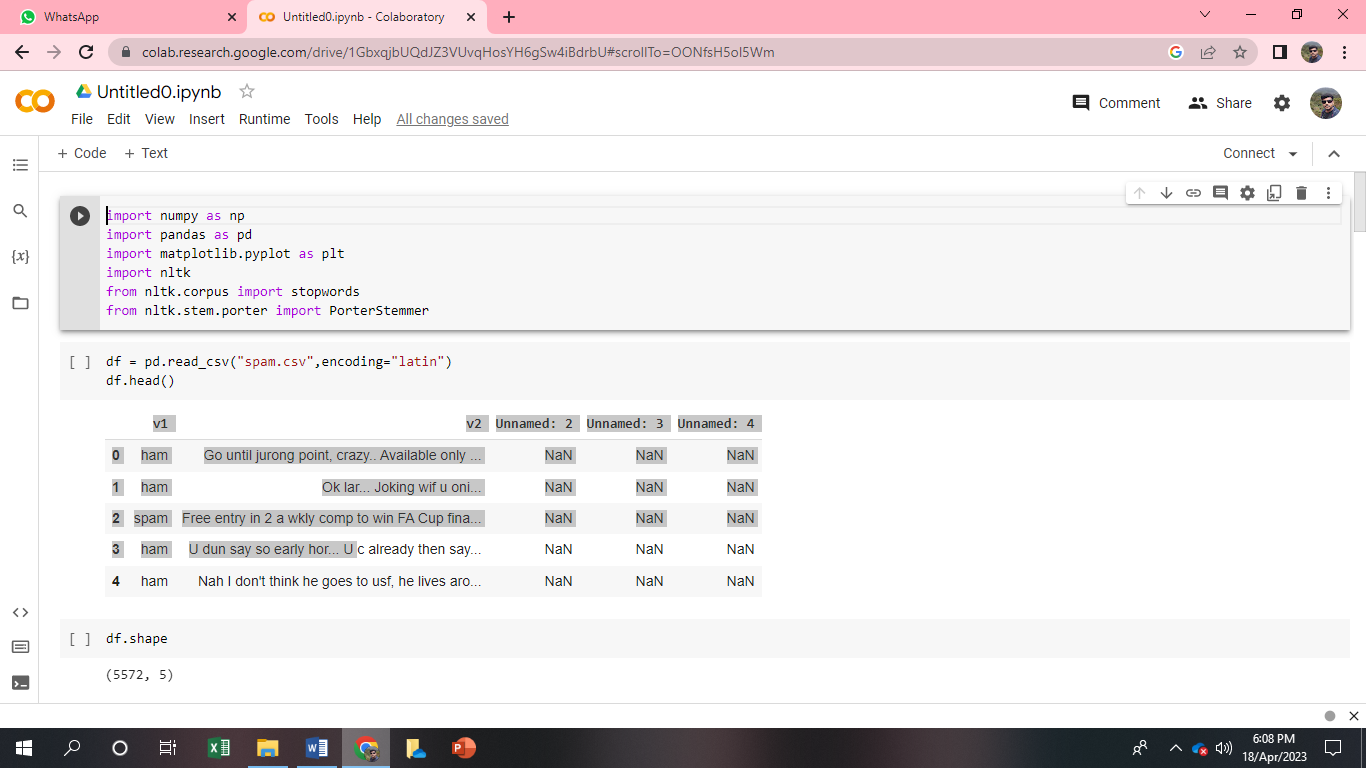 WhatsApp
Untitled0.ipynb - Colaboratory
colab.research.google.com/drive/1GbxqjbUQdJZ3VUvqHosYH6gSw4iBdrbU#scrollTo=OONfsH5oI5Wm
Untitled0.ipynb
Comment Share
File Edit View Insert Runtime Tools Help All changes saved
+ Code + Text Connect
import numpy as np
import pandas as pd
import matplotlib.pyplot as plt
import nltk
from nltk.corpus import stopwords
from nltk.stem.porter import PorterStemmer
[ ] df = pd.read_csv("spam.csv",encoding="latin")
df.head()
v1 v2 Unnamed: 2 Unnamed: 3 Unnamed: 4
0 ham Go until jurong point, crazy.. Available only ... NaN NaN NaN
1 ham Ok lar... Joking wif u oni... NaN NaN NaN
2 spam Free entry in 2 a wkly comp to win FA Cup fina... NaN NaN NaN
3 ham U dun say so early hor... U c already then say... NaN NaN NaN
4 ham Nah I don't think he goes to usf, he lives aro... NaN NaN NaN
[ ] df.shape
(5572, 5)
6:08 PM
18/Apr/2023